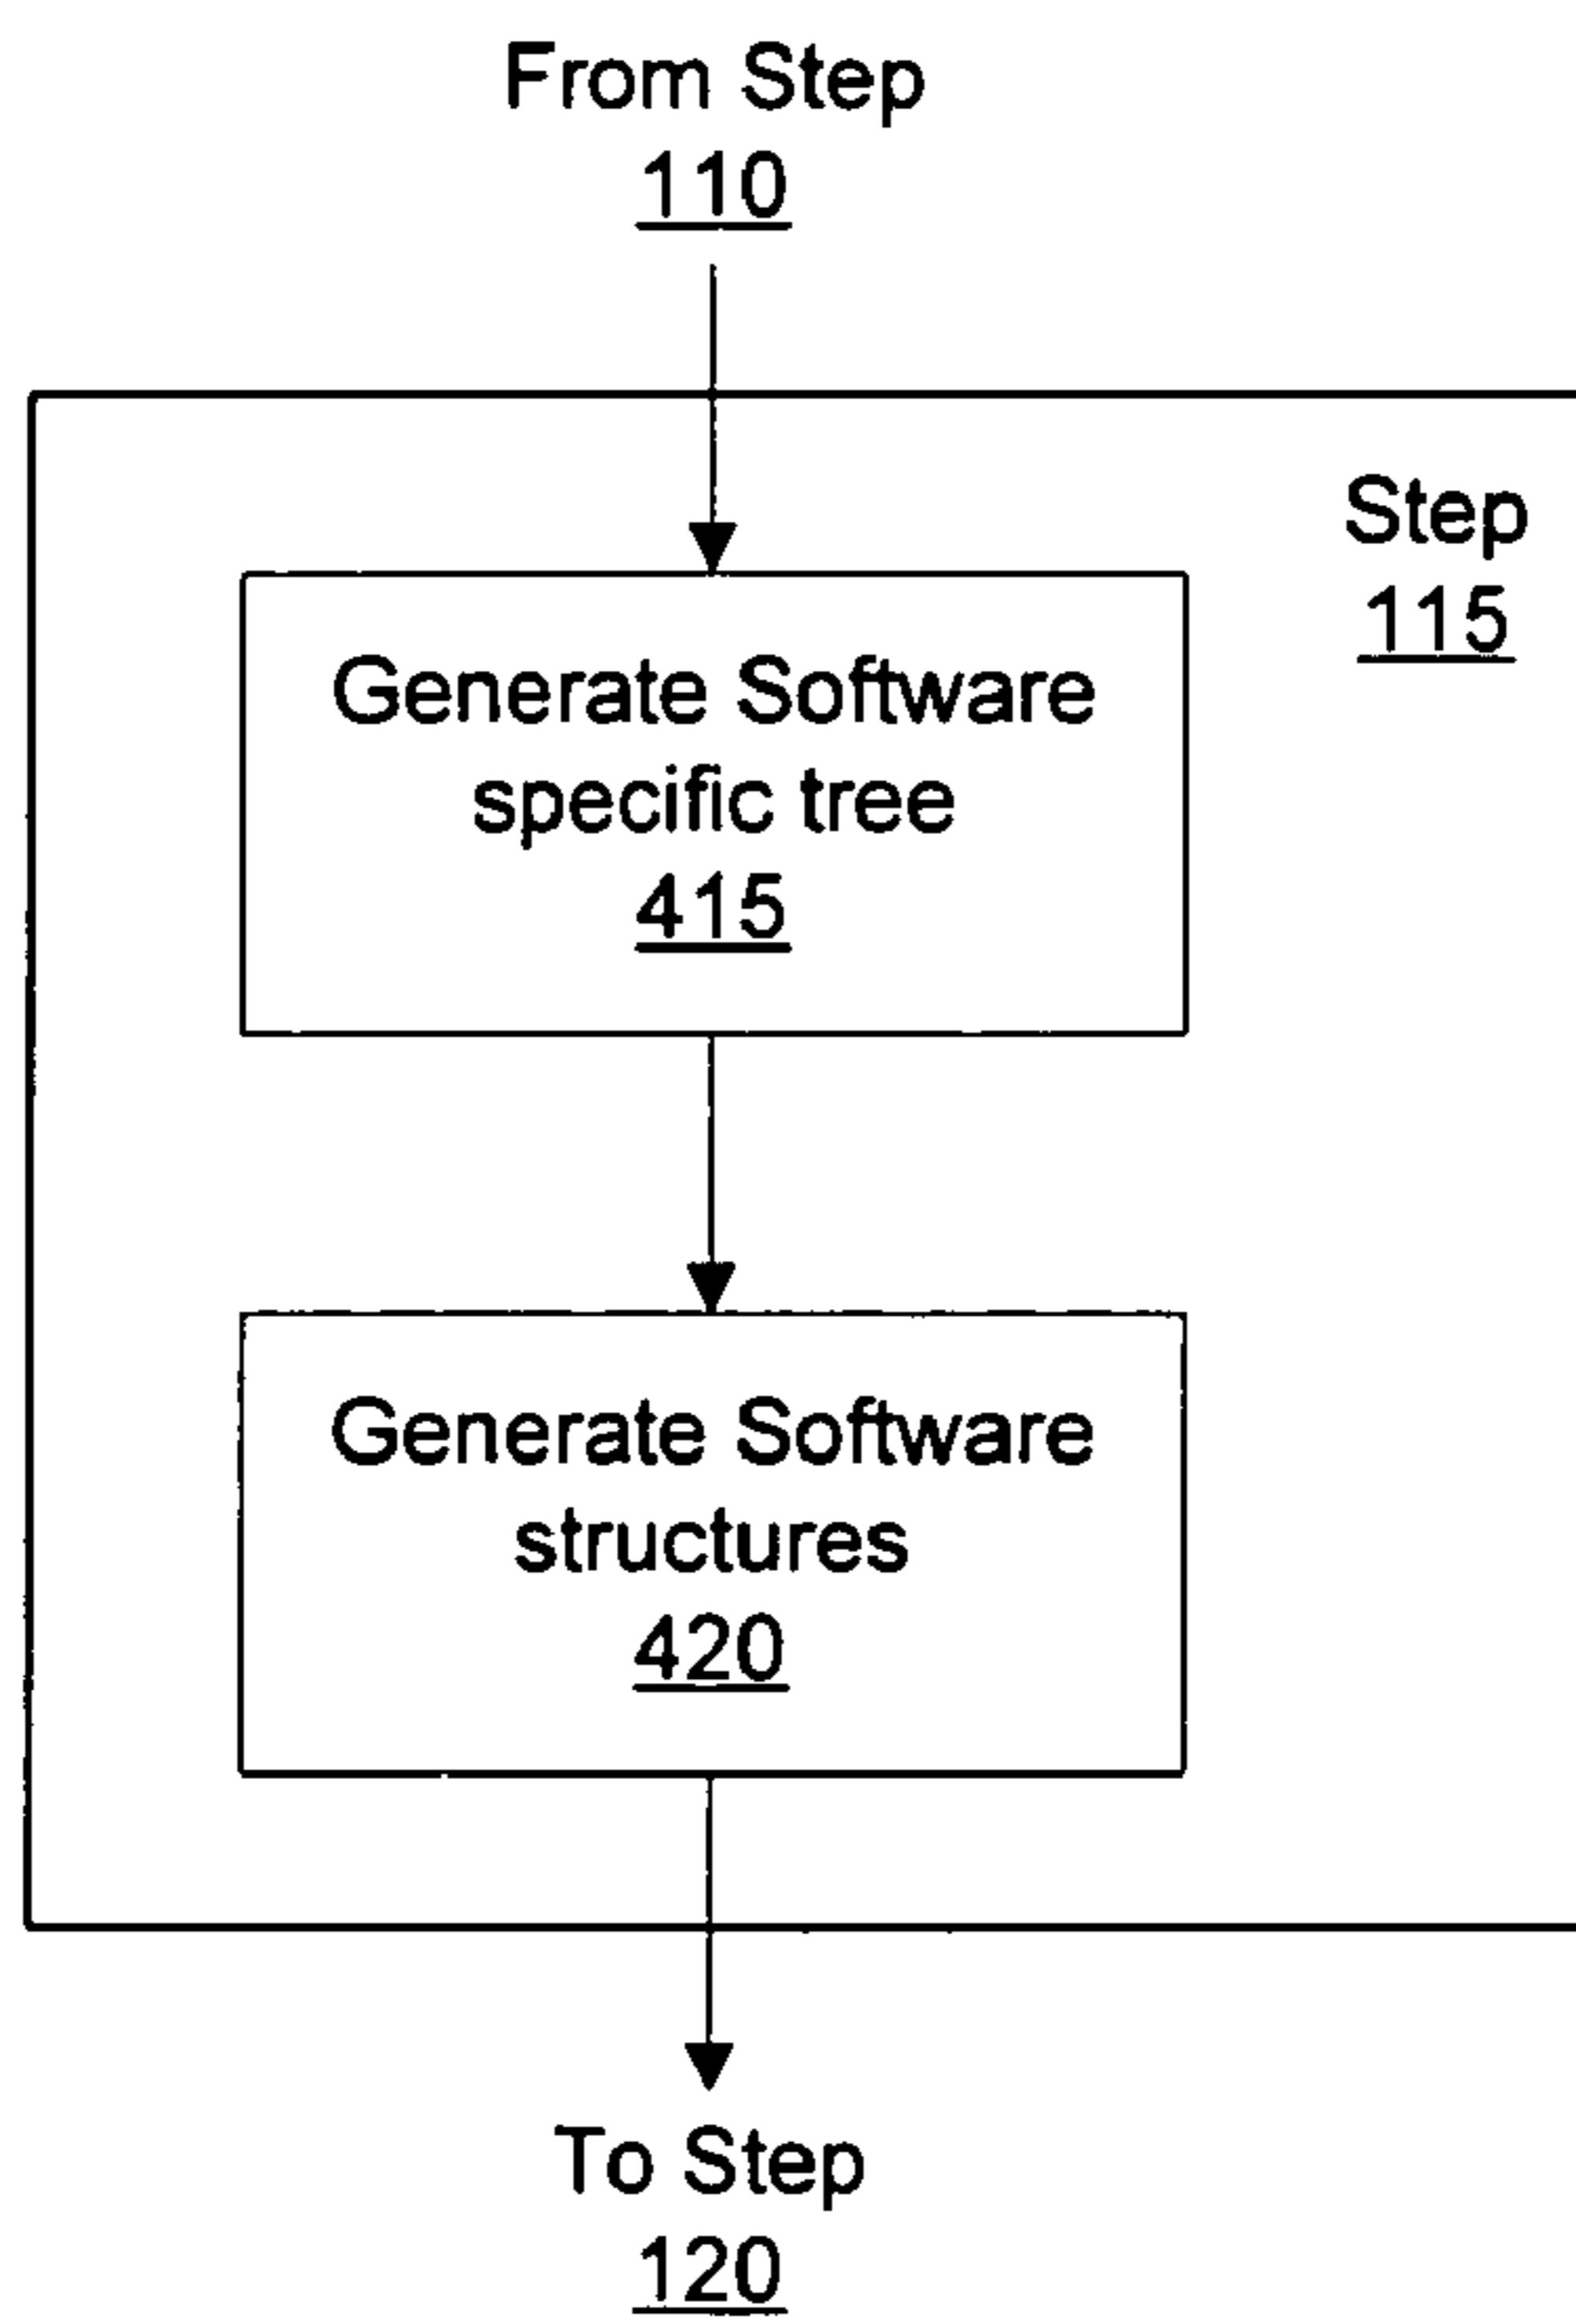 From Step
110
Step
115
Generate Software
specific tree
415
Generate Software
structures
420
To Step
120